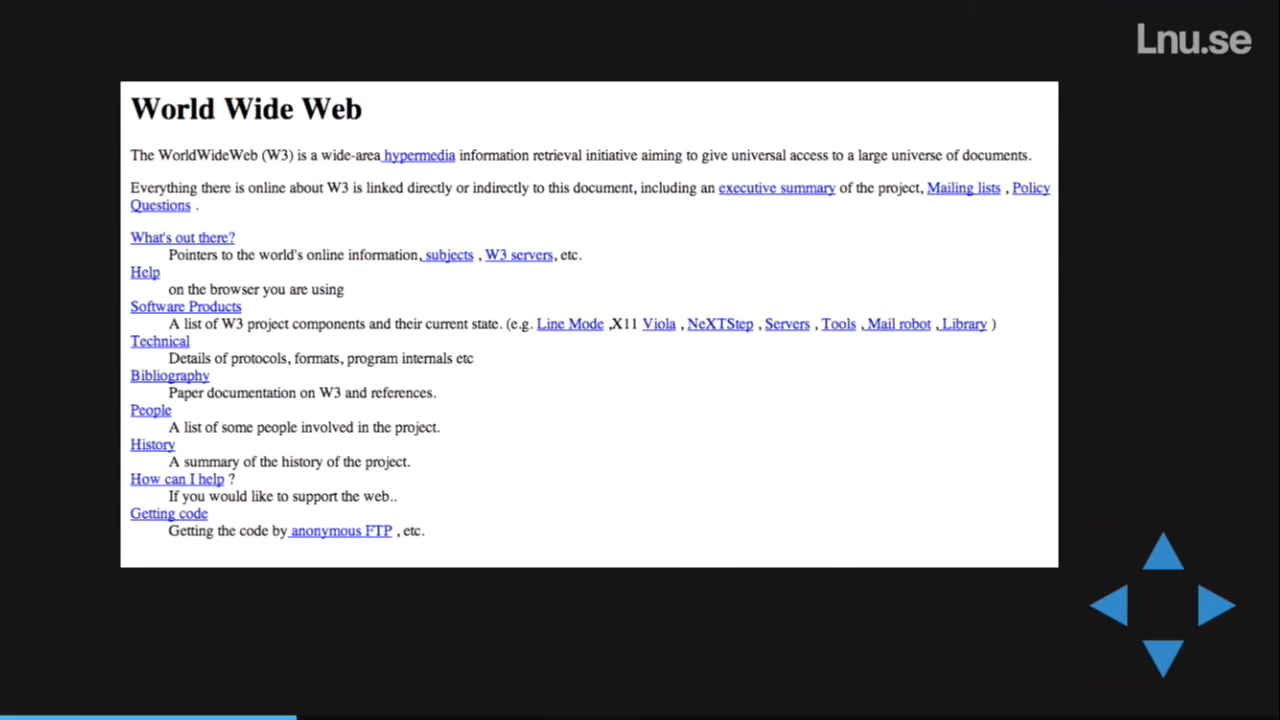 Lnu.se
World Wide Web
The WorldWideWeb (W3) is a wide-area hypermedia information retrieval initiative aiming to give universal access to a large universe of documents.
Everything there is online about W3 is linked directly or indirectly to this document, including an executive summary of the project, Mailing lists , Policy
Questions .
What's out there?
Pointers to the world's online information, subjects , W3 servers, etc.
Help
on the browser you are using
Software Products
A list of W3 project components and their current state. (e.g. Line Mode ,X11 Viola , NeXTStep , Servers , Tools , Mail robot , Library )
Technical
Details of protocols, formats, program internals etc
Bibliography
Paper documentation on W3 and references.
People
A list of some people involved in the project.
History
A summary of the history of the project.
How can I help ?
If you would like to support the web..
Getting code
Getting the code by anonymous FTP , etc.